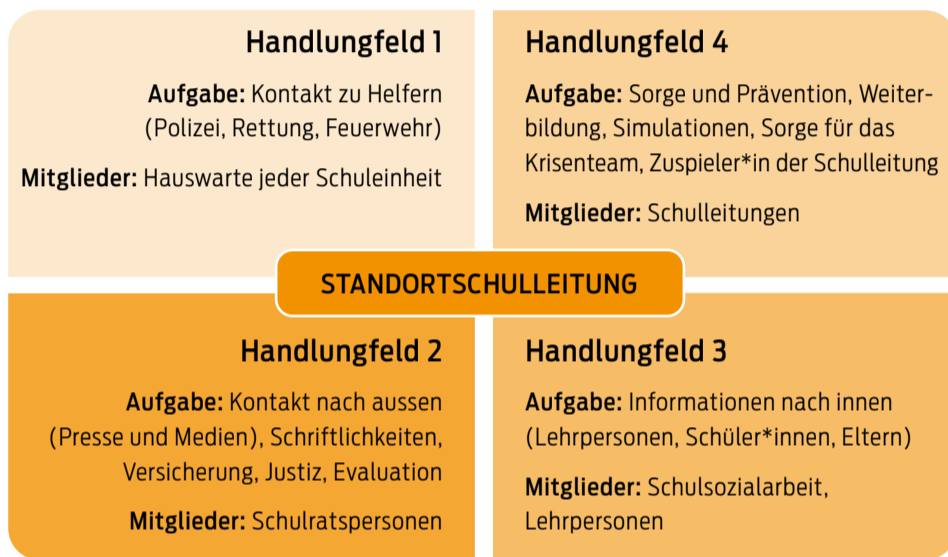 Handlungfeld 1
Aufgabe: Kontakt zu Helfern
(Polizei, Rettung, Feuerwehr)
Mitglieder: Hauswarte jeder Schuleinheit
Handlungfeld 4
Aufgabe: Sorge und Prävention, Weiter-
bildung, Simulationen, Sorge für das
Krisenteam, Zuspieler*in der Schulleitung
Mitglieder: Schulleitungen
STANDORTSCHULLEITUNG
Handlungfeld 2
Aufgabe: Kontakt nach aussen
(Presse und Medien), Schriftlichkeiten,
Versicherung, Justiz, Evaluation
Mitglieder: Schulratspersonen
Handlungfeld 3
Aufgabe: Informationen nach innen
(Lehrpersonen, Schüler*innen, Eltern)
Mitglieder: Schulsozialarbeit,
Lehrpersonen